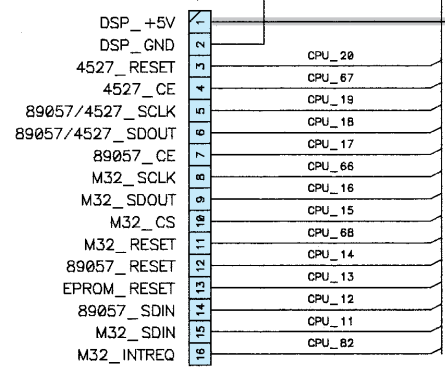 DSP_+5V 1
DSP_GND 2
4527_RESET 3 CPU_20
4527_CE 4 CPU_67
89057/4527_SCLK 5 CPU_19
89057/4527_SDOUT 6 CPU_18
89057_CE 7 CPU_17
M32_SCLK 8 CPU_66
M32_SDOUT 9 CPU_16
M32_CS 10 CPU_15
M32_RESET 11 CPU_68
89057_RESET 12 CPU_14
EPROM_RESET 13 CPU_13
89057_SDIN 14 CPU_12
M32_SDIN 15 CPU_11
M32_INTREQ 16 CPU_82